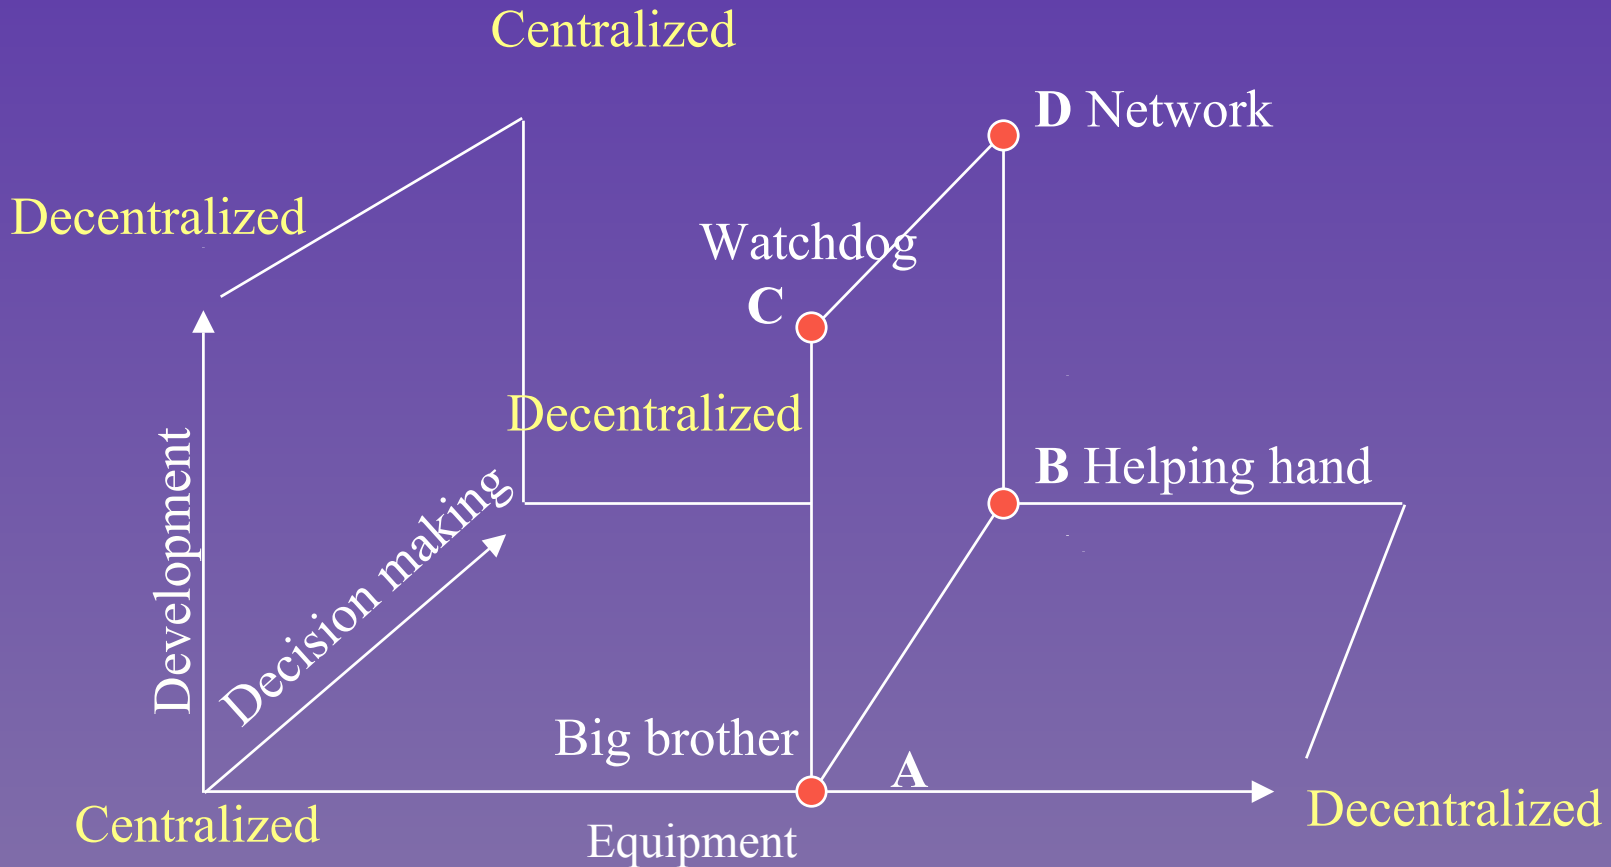 Centralized
D Network
Decentralized
Watchdog
C
Decentralized
Development
Decision making
B Helping hand
Big brother
A
Centralized
Equipment
Decentralized